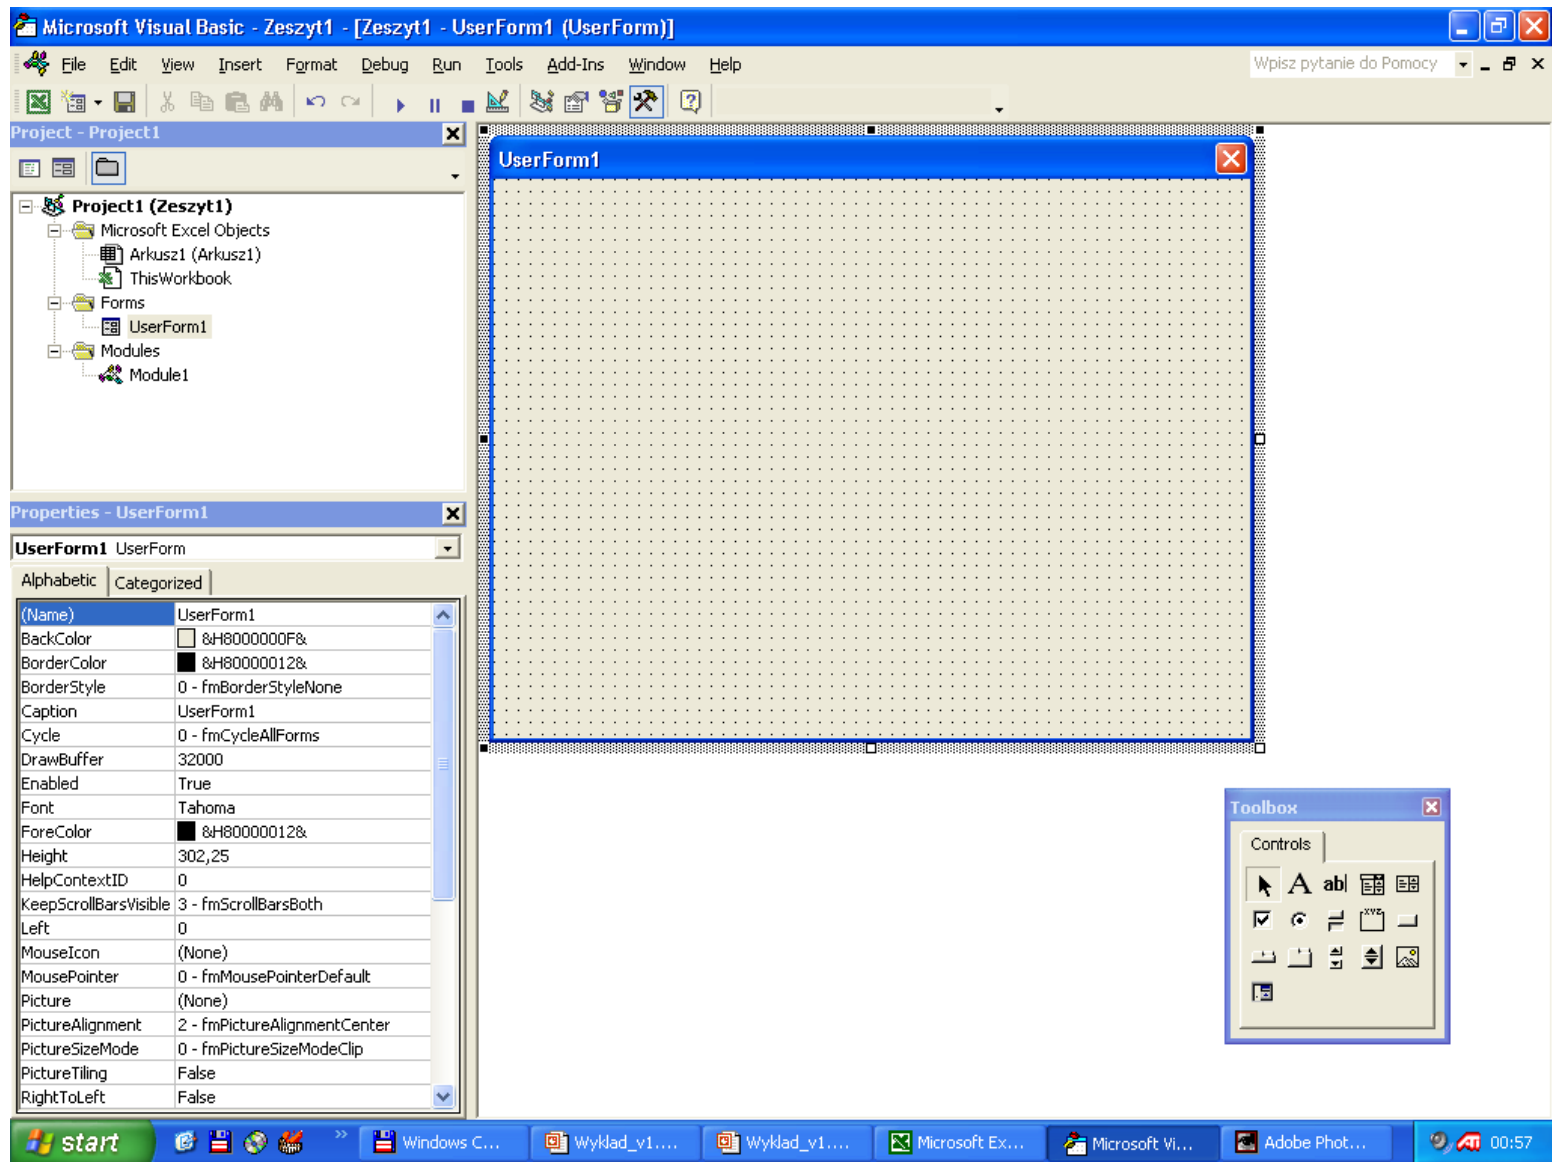 Microsoft Visual Basic - Zeszyt1 - [Zeszyt1 - UserForm1 (UserForm)]
File Edit View Insert Format Debug Run Tools Add-Ins Window Help Wpisz pytanie do Pomocy
Project - Project1
Project1 (Zeszyt1)
Microsoft Excel Objects
Arkusz1 (Arkusz1)
ThisWorkbook
Forms
UserForm1
Modules
Module1
Properties - UserForm1
UserForm1 UserForm
Alphabetic Categorized
(Name) UserForm1
BackColor &H8000000F&
BorderColor &H80000012&
BorderStyle 0 - fmBorderStyleNone
Caption UserForm1
Cycle 0 - fmCycleAllForms
DrawBuffer 32000
Enabled True
Font Tahoma
ForeColor &H80000012&
Height 302,25
HelpContextID 0
KeepScrollBarsVisible 3 - fmScrollBarsBoth
Left 0
MouseIcon (None)
MousePointer 0 - fmMousePointerDefault
Picture (None)
PictureAlignment 2 - fmPictureAlignmentCenter
PictureSizeMode 0 - fmPictureSizeModeClip
PictureTiling False
RightToLeft False
UserForm1
Toolbox
Controls
A ab|
xyz
start Windows C... Wyklad_v1.... Wyklad_v1.... Microsoft Ex... Microsoft Vi... Adobe Phot... ATI 00:57